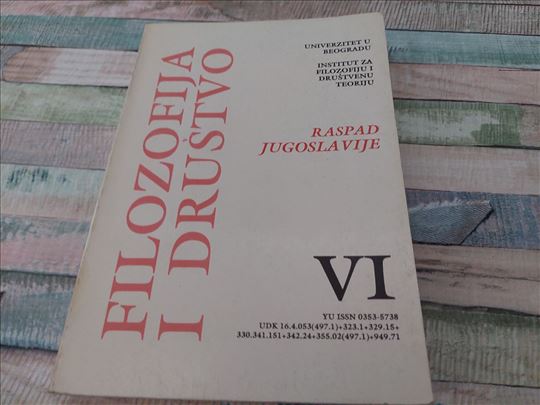 FILOZOFIJA
I DRUŠTVO
UNIVERZITET U
BEOGRADU
INSTITUT ZA
FILOZOFIJU I
DRUŠTVENU
TEORIJU
RASPAD
JUGOSLAVIJE
VI
YU ISSN 0353-5738
UDK 16.4.053(497.1)+323.1+329.15+
330.341.151+342.24+355.02(497.1)+949.71